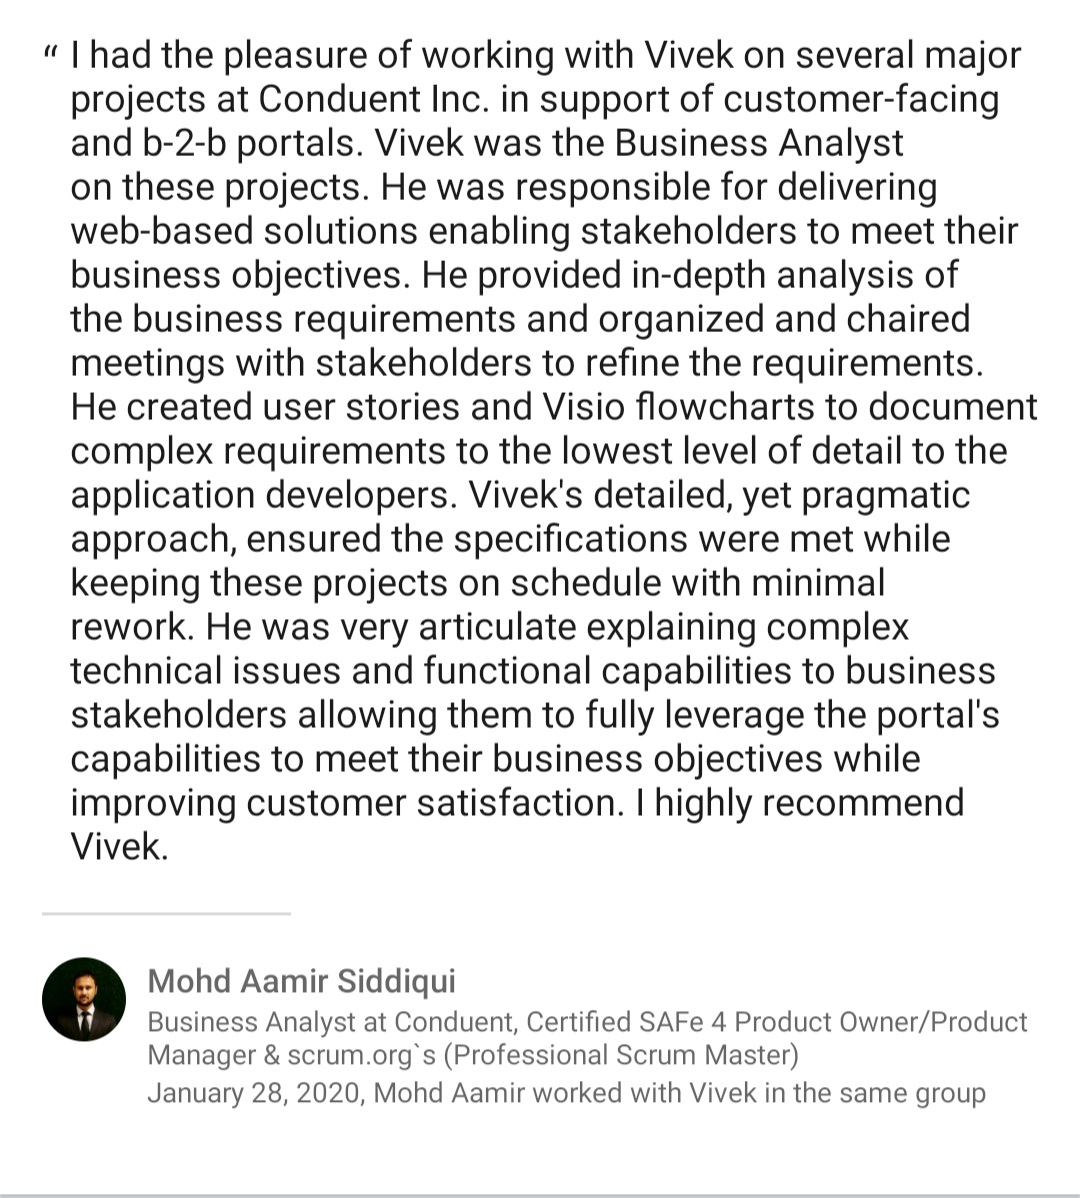 “ I had the pleasure of working with Vivek on several major
projects at Conduent Inc. in support of customer-facing
and b-2-b portals. Vivek was the Business Analyst
on these projects. He was responsible for delivering
web-based solutions enabling stakeholders to meet their
business objectives. He provided in-depth analysis of
the business requirements and organized and chaired
meetings with stakeholders to refine the requirements.
He created user stories and Visio flowcharts to document
complex requirements to the lowest level of detail to the
application developers. Vivek's detailed, yet pragmatic
approach, ensured the specifications were met while
keeping these projects on schedule with minimal
rework. He was very articulate explaining complex
technical issues and functional capabilities to business
stakeholders allowing them to fully leverage the portal's
capabilities to meet their business objectives while
improving customer satisfaction. I highly recommend
Vivek.
Mohd Aamir Siddiqui
Business Analyst at Conduent, Certified SAFe 4 Product Owner/Product
Manager & scrum.org`s (Professional Scrum Master)
January 28, 2020, Mohd Aamir worked with Vivek in the same group